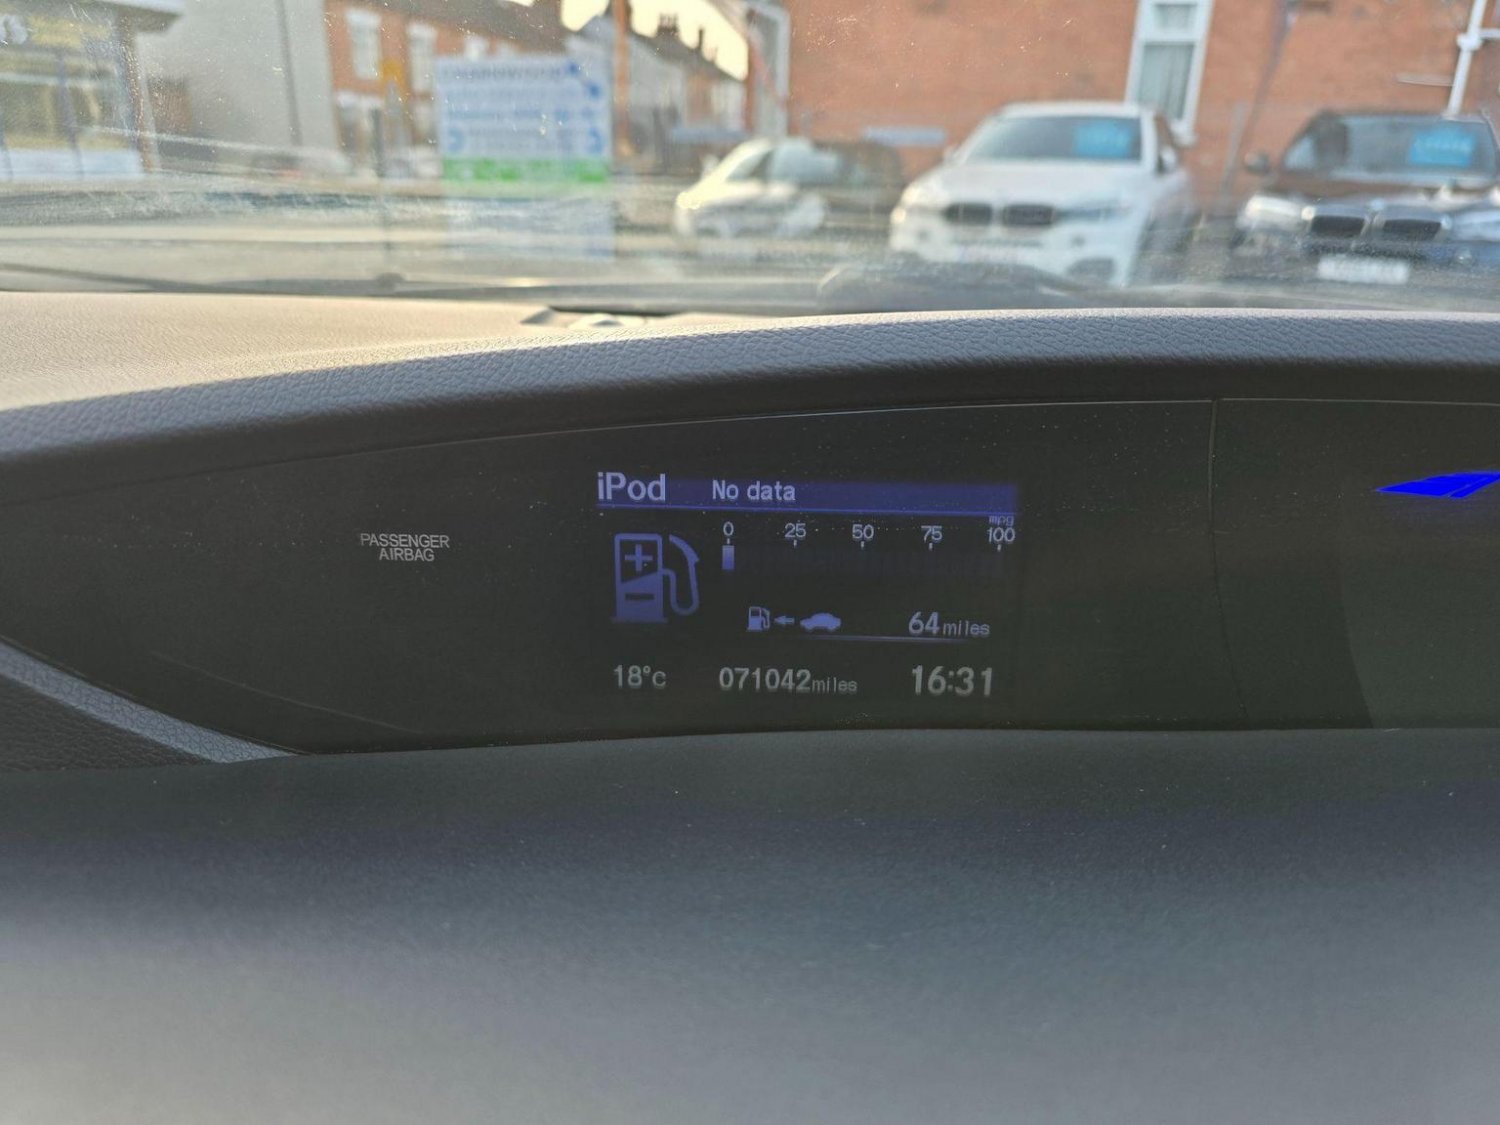 iPod No data
mpg
0 25 50 75 100
PASSENGER
AIRBAG
64miles
18°C 071042miles 16:31